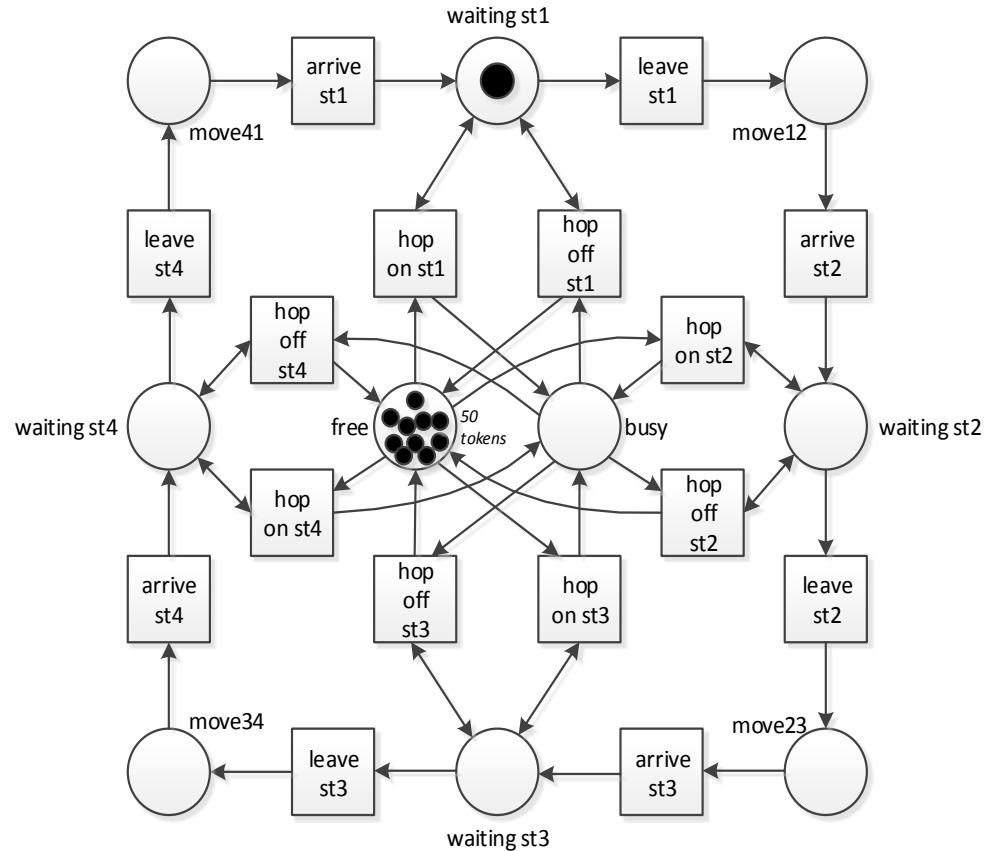 waiting st1
arrive
st1
leave
st1
move41
move12
leave
st4
hop
on st1
hop
off
st1
arrive
st2
hop
off
st4
hop
on st2
waiting st4
free
50
tokens
busy
waiting st2
hop
on st4
hop
off
st2
arrive
st4
hop
off
st3
hop
on st3
leave
st2
move34
move23
leave
st3
arrive
st3
waiting st3